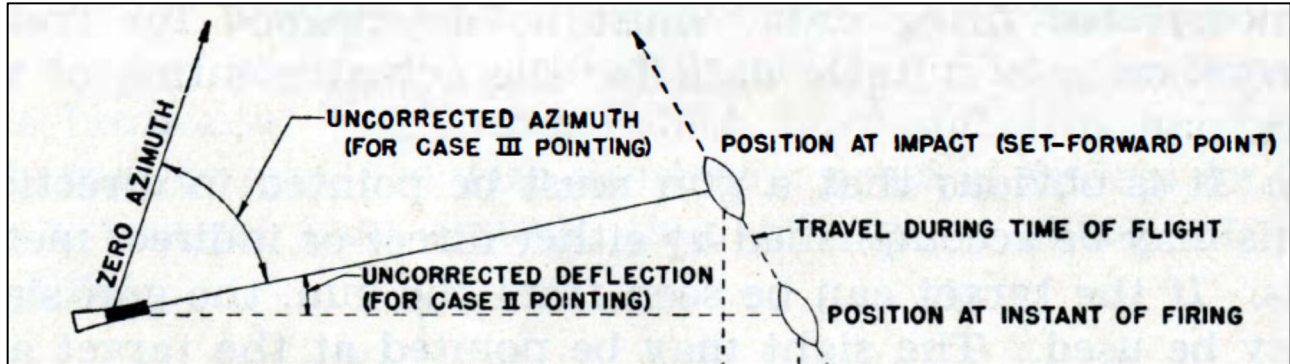 ZERO AZIMUTH
UNCORRECTED AZIMUTH
(FOR CASE III POINTING)
POSITION AT IMPACT (SET-FORWARD POINT)
TRAVEL DURING TIME OF FLIGHT
UNCORRECTED DEFLECTION
(FOR CASE II POINTING)
POSITION AT INSTANT OF FIRING